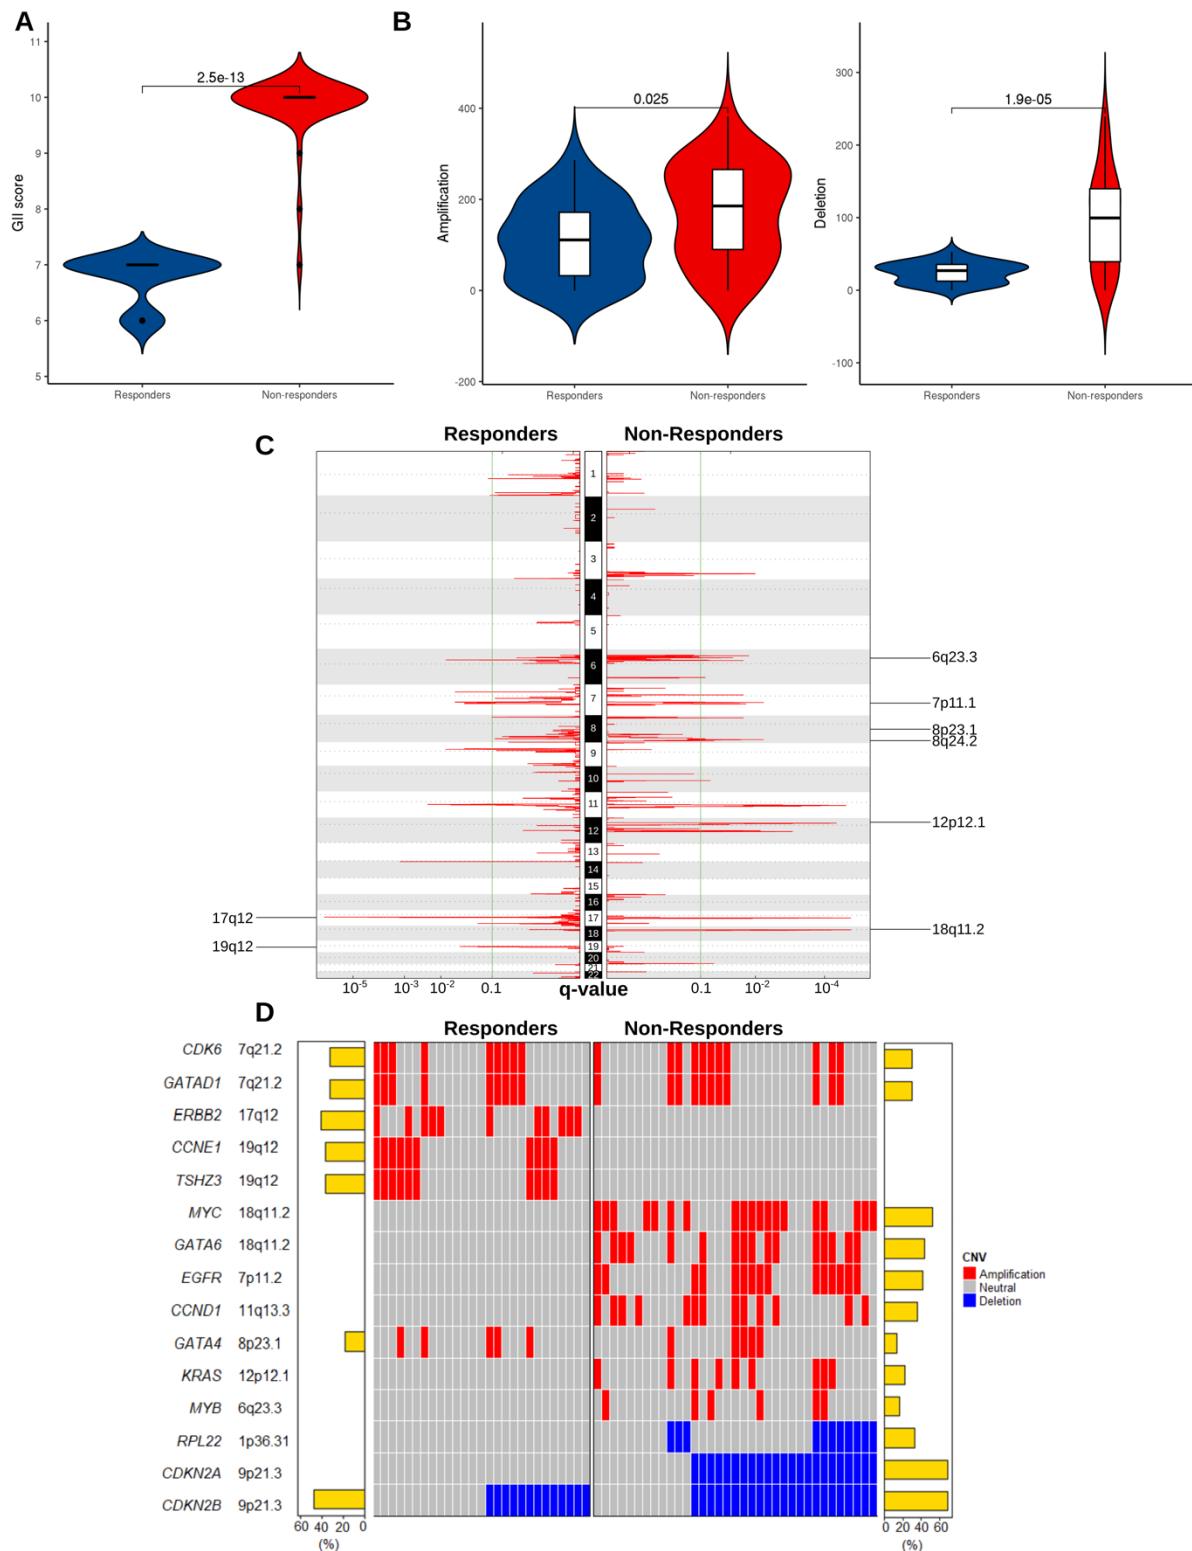 A
GII score
11
10
9
8
7
6
5
2.5e-13
Responders
Non-responders
B
Amplification
400
200
0
-200
0.025
Responders
Non-responders
Deletion
300
200
100
0
-100
1.9e-05
Responders
Non-responders
C
Responders
Non-Responders
1
2
3
4
5
6
7
8
9
10
11
12
13
14
15
16
17
18
19
20
21
22
17q12
19q12
6q23.3
7p11.1
8p23.1
8q24.2
12p12.1
18q11.2
10-5 10-3 10-2 0.1 q-value 0.1 10-2 10-4
D
Responders
Non-Responders
CDK6 7q21.2
GATAD1 7q21.2
ERBB2 17q12
CCNE1 19q12
TSHZ3 19q12
MYC 18q11.2
GATA6 18q11.2
EGFR 7p11.2
CCND1 11q13.3
GATA4 8p23.1
KRAS 12p12.1
MYB 6q23.3
RPL22 1p36.31
CDKN2A 9p21.3
CDKN2B 9p21.3
60 40 20 0
(%)
0 20 40 60
(%)
CNV
Amplification
Neutral
Deletion